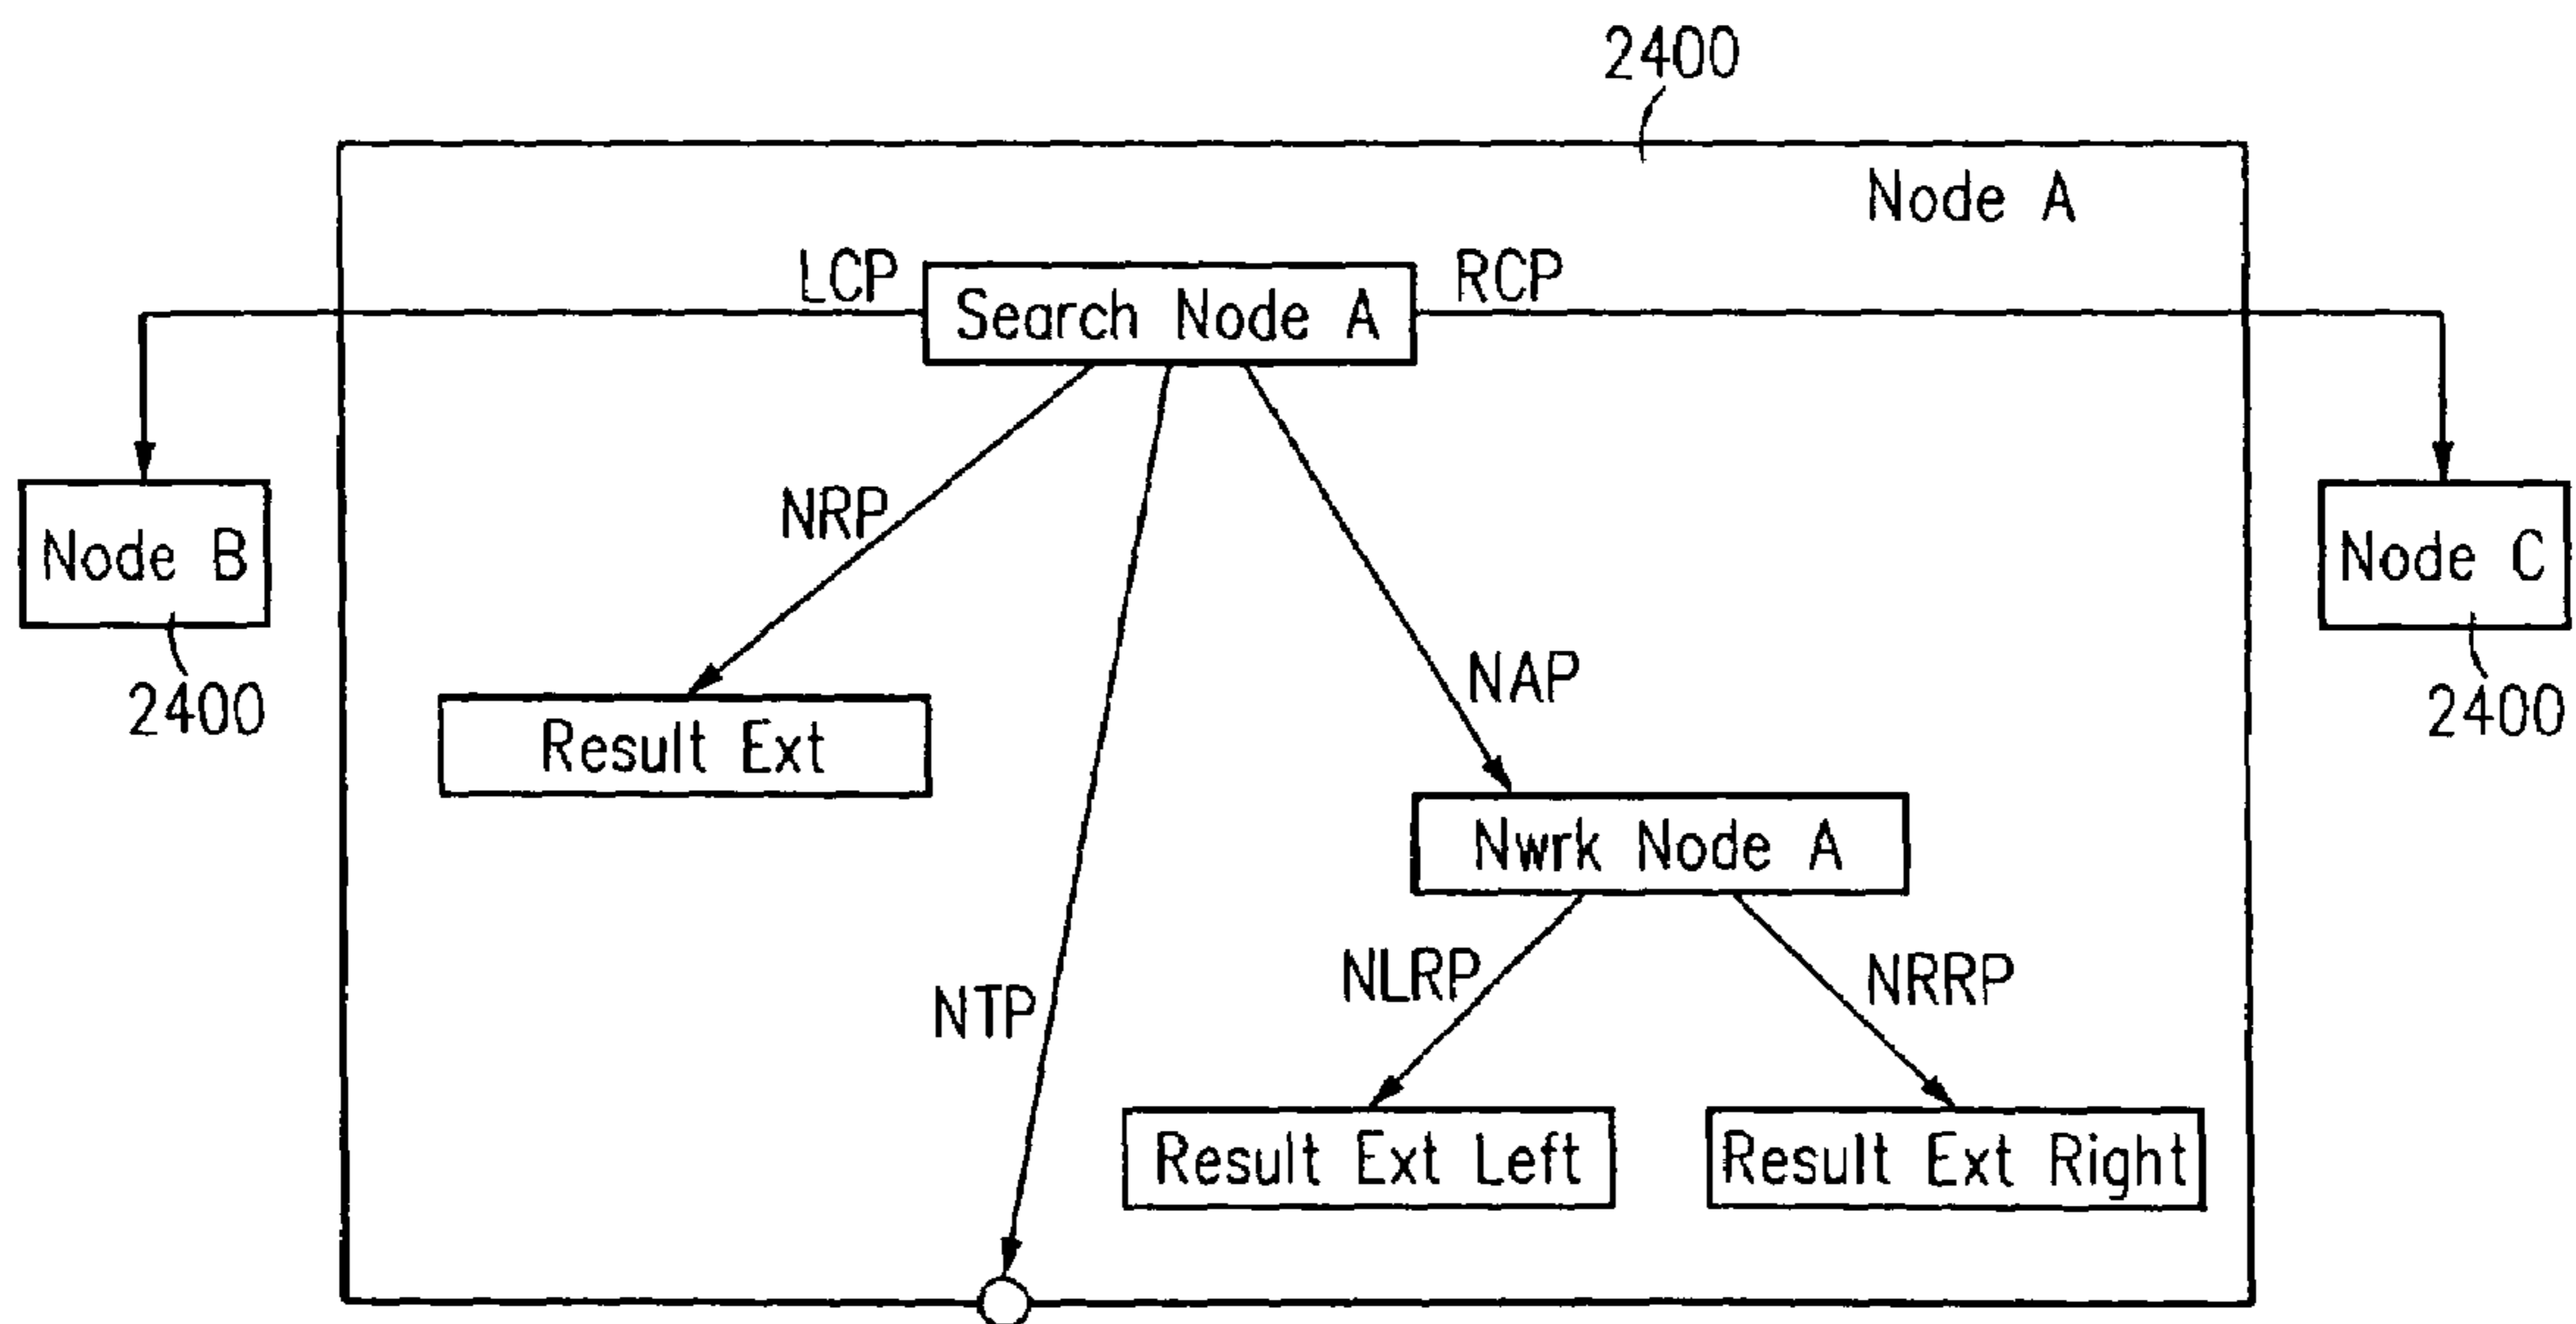 2400
Node A
LCP
Search Node A
RCP
NRP
Node B
Node C
2400
NAP
2400
Result Ext
Nwrk Node A
NLRP
NRRP
NTP
Result Ext Left
Result Ext Right